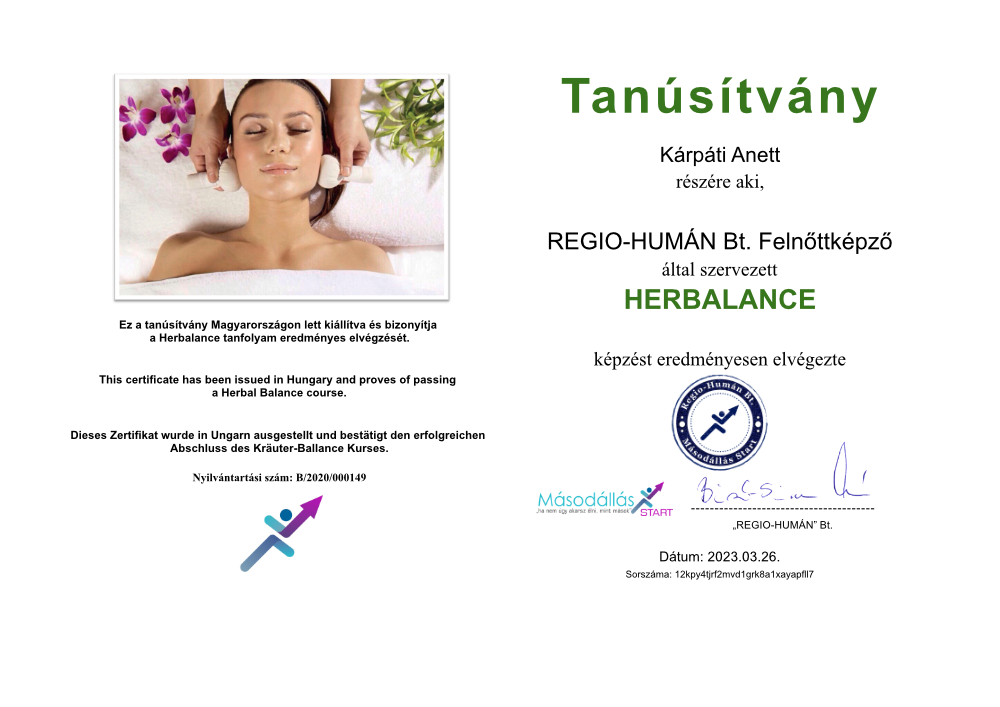 Ez a tanúsítvány Magyarországon lett kiállítva és bizonyítja
a Herbalance tanfolyam eredményes elvégzését.
This certificate has been issued in Hungary and proves of passing
a Herbal Balance course.
Dieses Zertifikat wurde in Ungarn ausgestellt und bestätigt den erfolgreichen
Abschluss des Kräuter-Ballance Kurses.
Nyilvántartási szám: B/2020/000149
Tanúsítvány
Kárpáti Anett
részére aki,
REGIO-HUMÁN Bt. Felnőttképző
által szervezett
HERBALANCE
képzést eredményesen elvégezte
Regio-Humán Bt.
Másodállás Start
Másodállás
„ha nem úgy akarsz élni, mint mások”
START
„REGIO-HUMÁN” Bt.
Dátum: 2023.03.26.
Sorszáma: 12kpy4tjrf2mvd1grk8a1xayapfll7